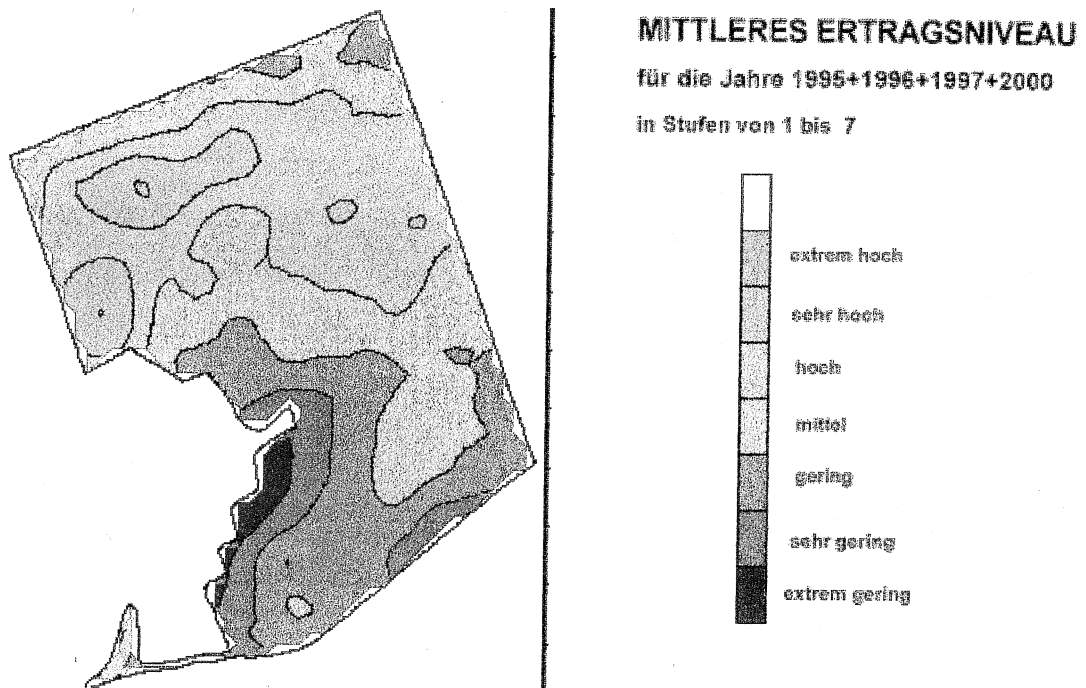 MITTLERES ERTRAGSNIVEAU
für die Jahre 1995+1996+1997+2000
in Stufen von 1 bis 7
extrem hoch
sehr hoch
hoch
mittel
gering
sehr gering
extrem gering